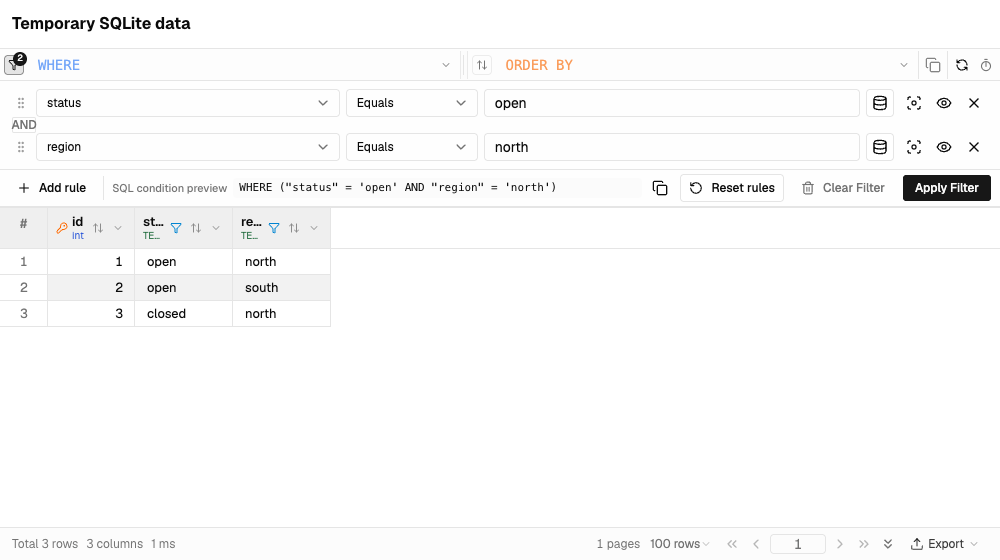 Temporary SQLite data
2 WHERE ORDER BY
status Equals open
AND
region Equals north
Add rule SQL condition preview WHERE ("status" = 'open' AND "region" = 'north') Reset rules Clear Filter Apply Filter
# id st... re...
int TE... TE...
1 1 open north
2 2 open south
3 3 closed north
Total 3 rows 3 columns 1 ms 1 pages 100 rows 1 Export